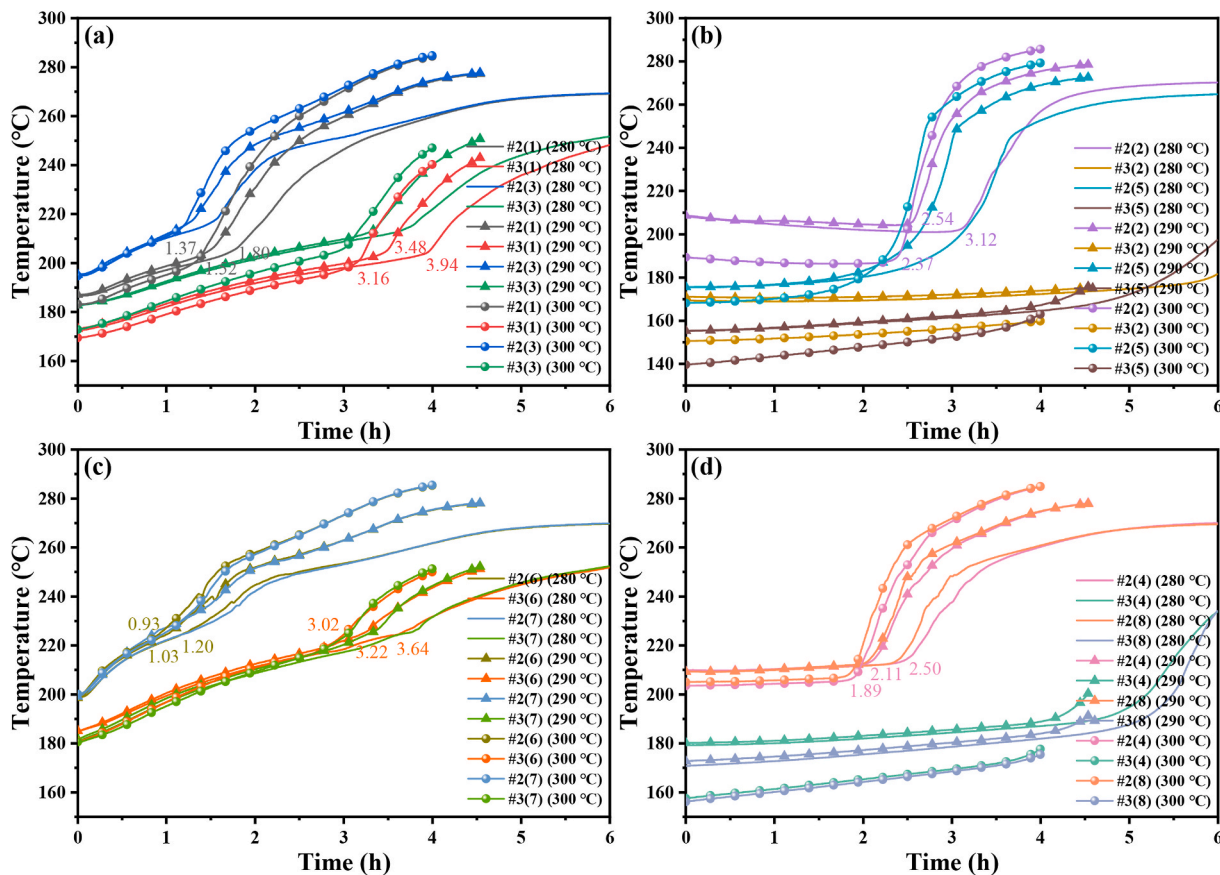 (a)
Temperature (℃)
300
280
260
240
220
200
180
160
0
1
2
3
4
5
6
Time (h)
1.37
1.52
1.80
3.16
3.48
3.94
#2(1) (280 ℃)
#3(1) (280 ℃)
#2(3) (280 ℃)
#3(3) (280 ℃)
#2(1) (290 ℃)
#3(1) (290 ℃)
#2(3) (290 ℃)
#3(3) (290 ℃)
#2(1) (300 ℃)
#3(1) (300 ℃)
#2(3) (300 ℃)
#3(3) (300 ℃)
(b)
Temperature (℃)
300
280
260
240
220
200
180
160
140
0
1
2
3
4
5
6
Time (h)
2.54
3.12
2.37
#2(2) (280 ℃)
#3(2) (280 ℃)
#2(5) (280 ℃)
#3(5) (280 ℃)
#2(2) (290 ℃)
#3(2) (290 ℃)
#2(5) (290 ℃)
#3(5) (290 ℃)
#2(2) (300 ℃)
#3(2) (300 ℃)
#2(5) (300 ℃)
#3(5) (300 ℃)
(c)
Temperature (℃)
300
280
260
240
220
200
180
160
0
1
2
3
4
5
6
Time (h)
0.93
1.03
1.20
3.02
3.22
3.64
#2(6) (280 ℃)
#3(6) (280 ℃)
#2(7) (280 ℃)
#3(7) (280 ℃)
#2(6) (290 ℃)
#3(6) (290 ℃)
#2(7) (290 ℃)
#3(7) (290 ℃)
#2(6) (300 ℃)
#3(6) (300 ℃)
#2(7) (300 ℃)
#3(7) (300 ℃)
(d)
Temperature (℃)
300
280
260
240
220
200
180
160
0
1
2
3
4
5
6
Time (h)
1.89
2.11
2.50
#2(4) (280 ℃)
#3(4) (280 ℃)
#2(8) (280 ℃)
#3(8) (280 ℃)
#2(4) (290 ℃)
#3(4) (290 ℃)
#2(8) (290 ℃)
#3(8) (290 ℃)
#2(4) (300 ℃)
#3(4) (300 ℃)
#2(8) (300 ℃)
#3(8) (300 ℃)